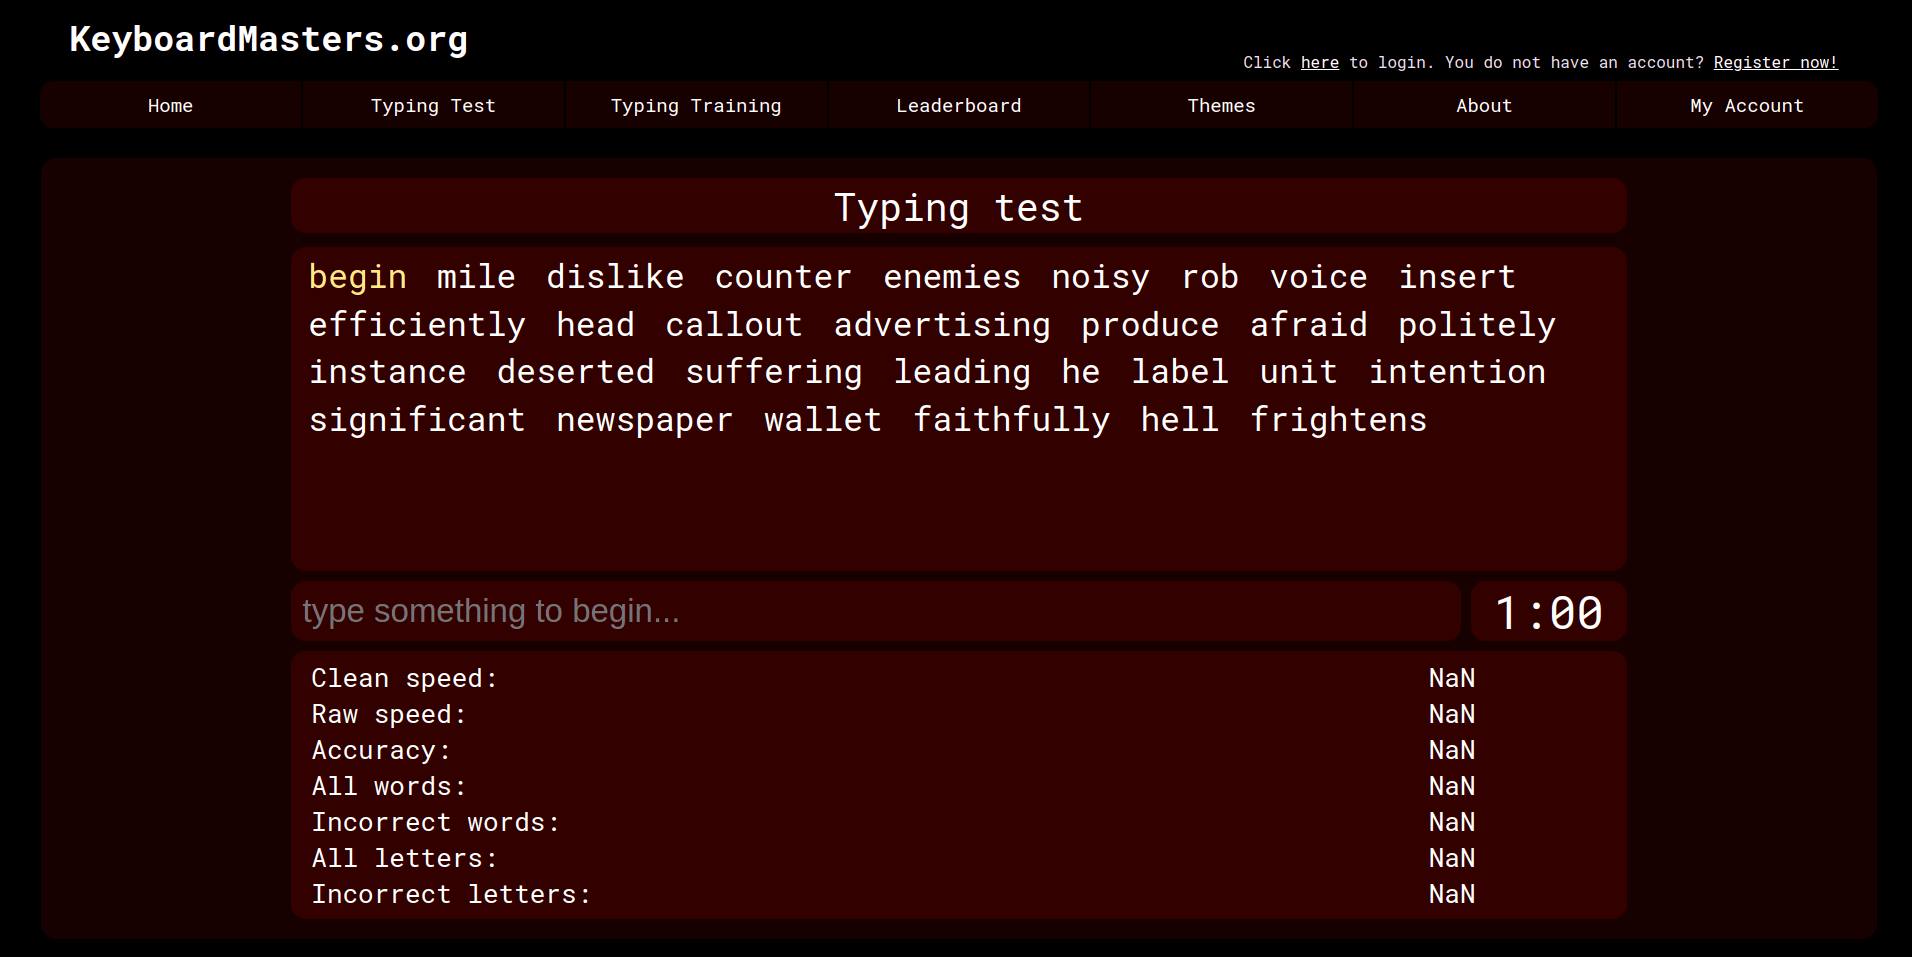 KeyboardMasters.org
Click here to login. You do not have an account? Register now!
Home Typing Test Typing Training Leaderboard Themes About My Account
Typing test
begin mile dislike counter enemies noisy rob voice insert
efficiently head callout advertising produce afraid politely
instance deserted suffering leading he label unit intention
significant newspaper wallet faithfully hell frightens
type something to begin... 1:00
Clean speed: NaN
Raw speed: NaN
Accuracy: NaN
All words: NaN
Incorrect words: NaN
All letters: NaN
Incorrect letters: NaN